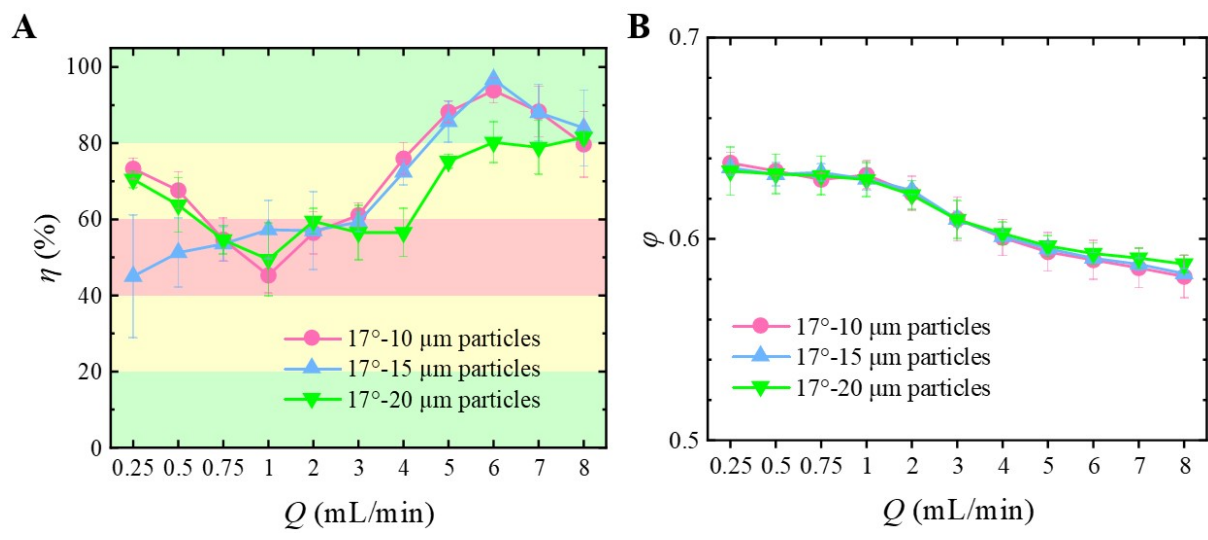 A
100
80
60
40
20
0
η (%)
17°-10 µm particles
17°-15 µm particles
17°-20 µm particles
0.25 0.5 0.75 1 2 3 4 5 6 7 8
Q (mL/min)
B
0.7
0.6
0.5
φ
17°-10 µm particles
17°-15 µm particles
17°-20 µm particles
0.25 0.5 0.75 1 2 3 4 5 6 7 8
Q (mL/min)